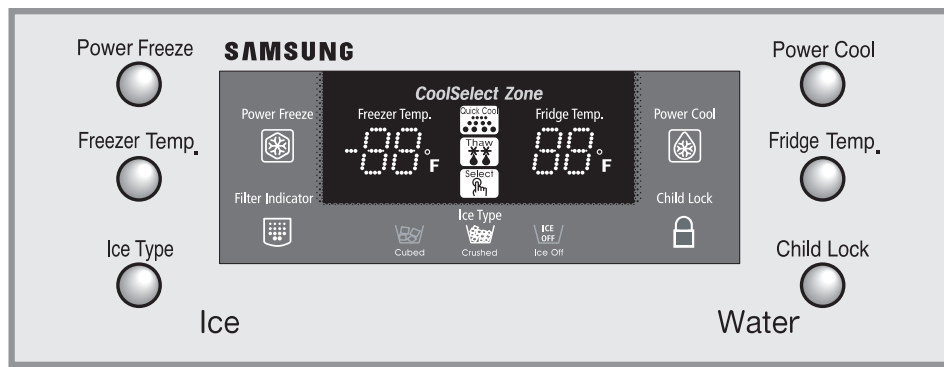 Power Freeze
SAMSUNG
Power Cool
CoolSelect Zone
Power Freeze
Freezer Temp.
Quick Cool
Fridge Temp.
Power Cool
-88°F
88°F
Thaw
Select
Freezer Temp.
Fridge Temp.
Filter Indicator
Child Lock
Ice Type
ICE
OFF
Cubed
Crushed
Ice Off
Ice Type
Child Lock
Ice
Water